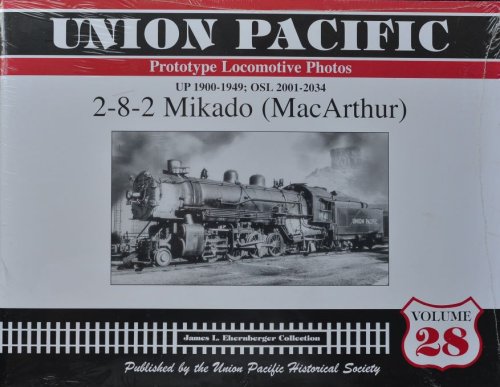 UNION PACIFIC
Prototype Locomotive Photos
UP 1900-1949; OSL 2001-2034
2-8-2 Mikado (MacArthur)
UNION PACIFIC
James L. Ehernberger Collection
VOLUME
28
Published by the Union Pacific Historical Society